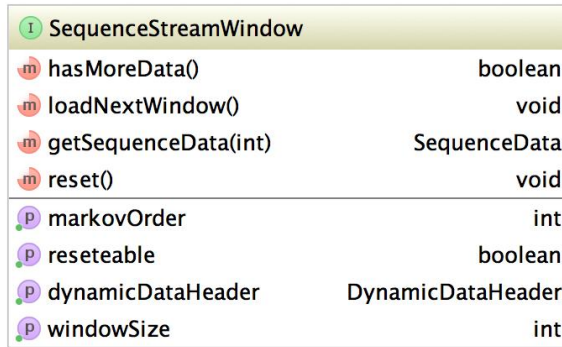 I SequenceStreamWindow
m hasMoreData() boolean
m loadNextWindow() void
m getSequenceData(int) SequenceData
m reset() void
p markovOrder int
p reseteable boolean
p dynamicDataHeader DynamicDataHeader
p windowSize int